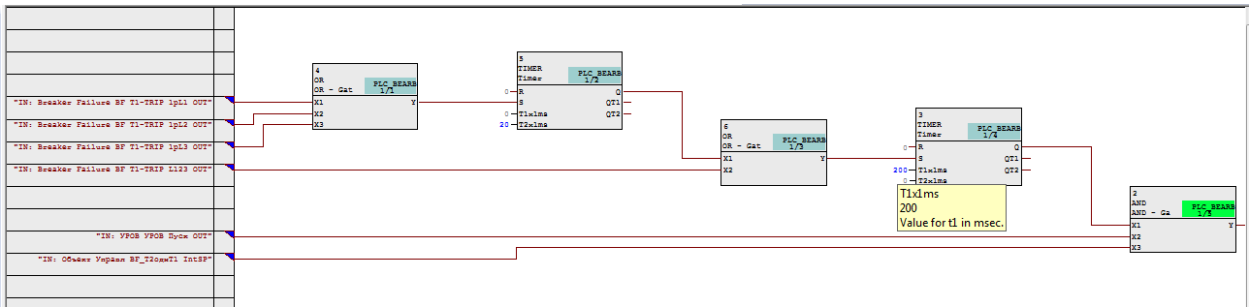 "IN: Breaker Failure BF T1-TRIP 1pL1 OUT"
"IN: Breaker Failure BF T1-TRIP 1pL2 OUT"
"IN: Breaker Failure BF T1-TRIP 1pL3 OUT"
"IN: Breaker Failure BF T1-TRIP L123 OUT"
"IN: УРОВ УРОВ Пуск OUT"
"IN: Объект Управл BF_T2одинT1 IntSP"
4
OR
OR - Gat
PLC_BEARB
1/1
X1
Y
X2
X3
5
TIMER
Timer
PLC_BEARB
1/2
0
R
Q
S
QT1
0
T1x1ms
QT2
20
T2x1ms
6
OR
OR - Gat
PLC_BEARB
1/3
X1
Y
X2
3
TIMER
Timer
PLC_BEARB
1/4
0
R
Q
S
QT1
200
T1x1ms
QT2
0
T2x1ms
T1x1ms
200
Value for t1 in msec.
2
AND
AND - Ga
PLC_BEARB
1/5
X1
Y
X2
X3